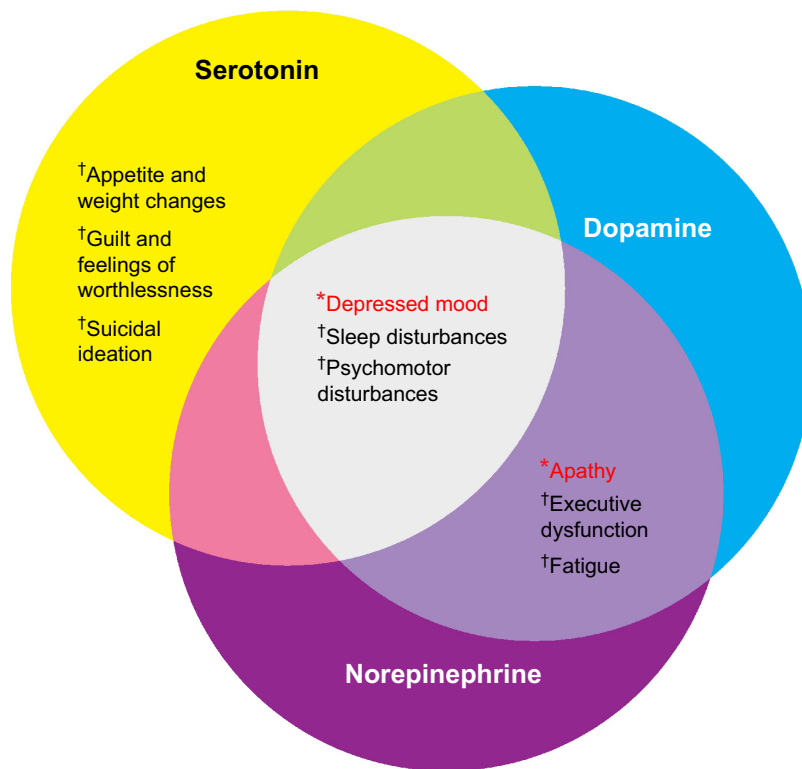 Serotonin
†Appetite and
weight changes
†Guilt and
feelings of
worthlessness
†Suicidal
ideation
Dopamine
*Depressed mood
†Sleep disturbances
†Psychomotor
disturbances
*Apathy
†Executive
dysfunction
†Fatigue
Norepinephrine